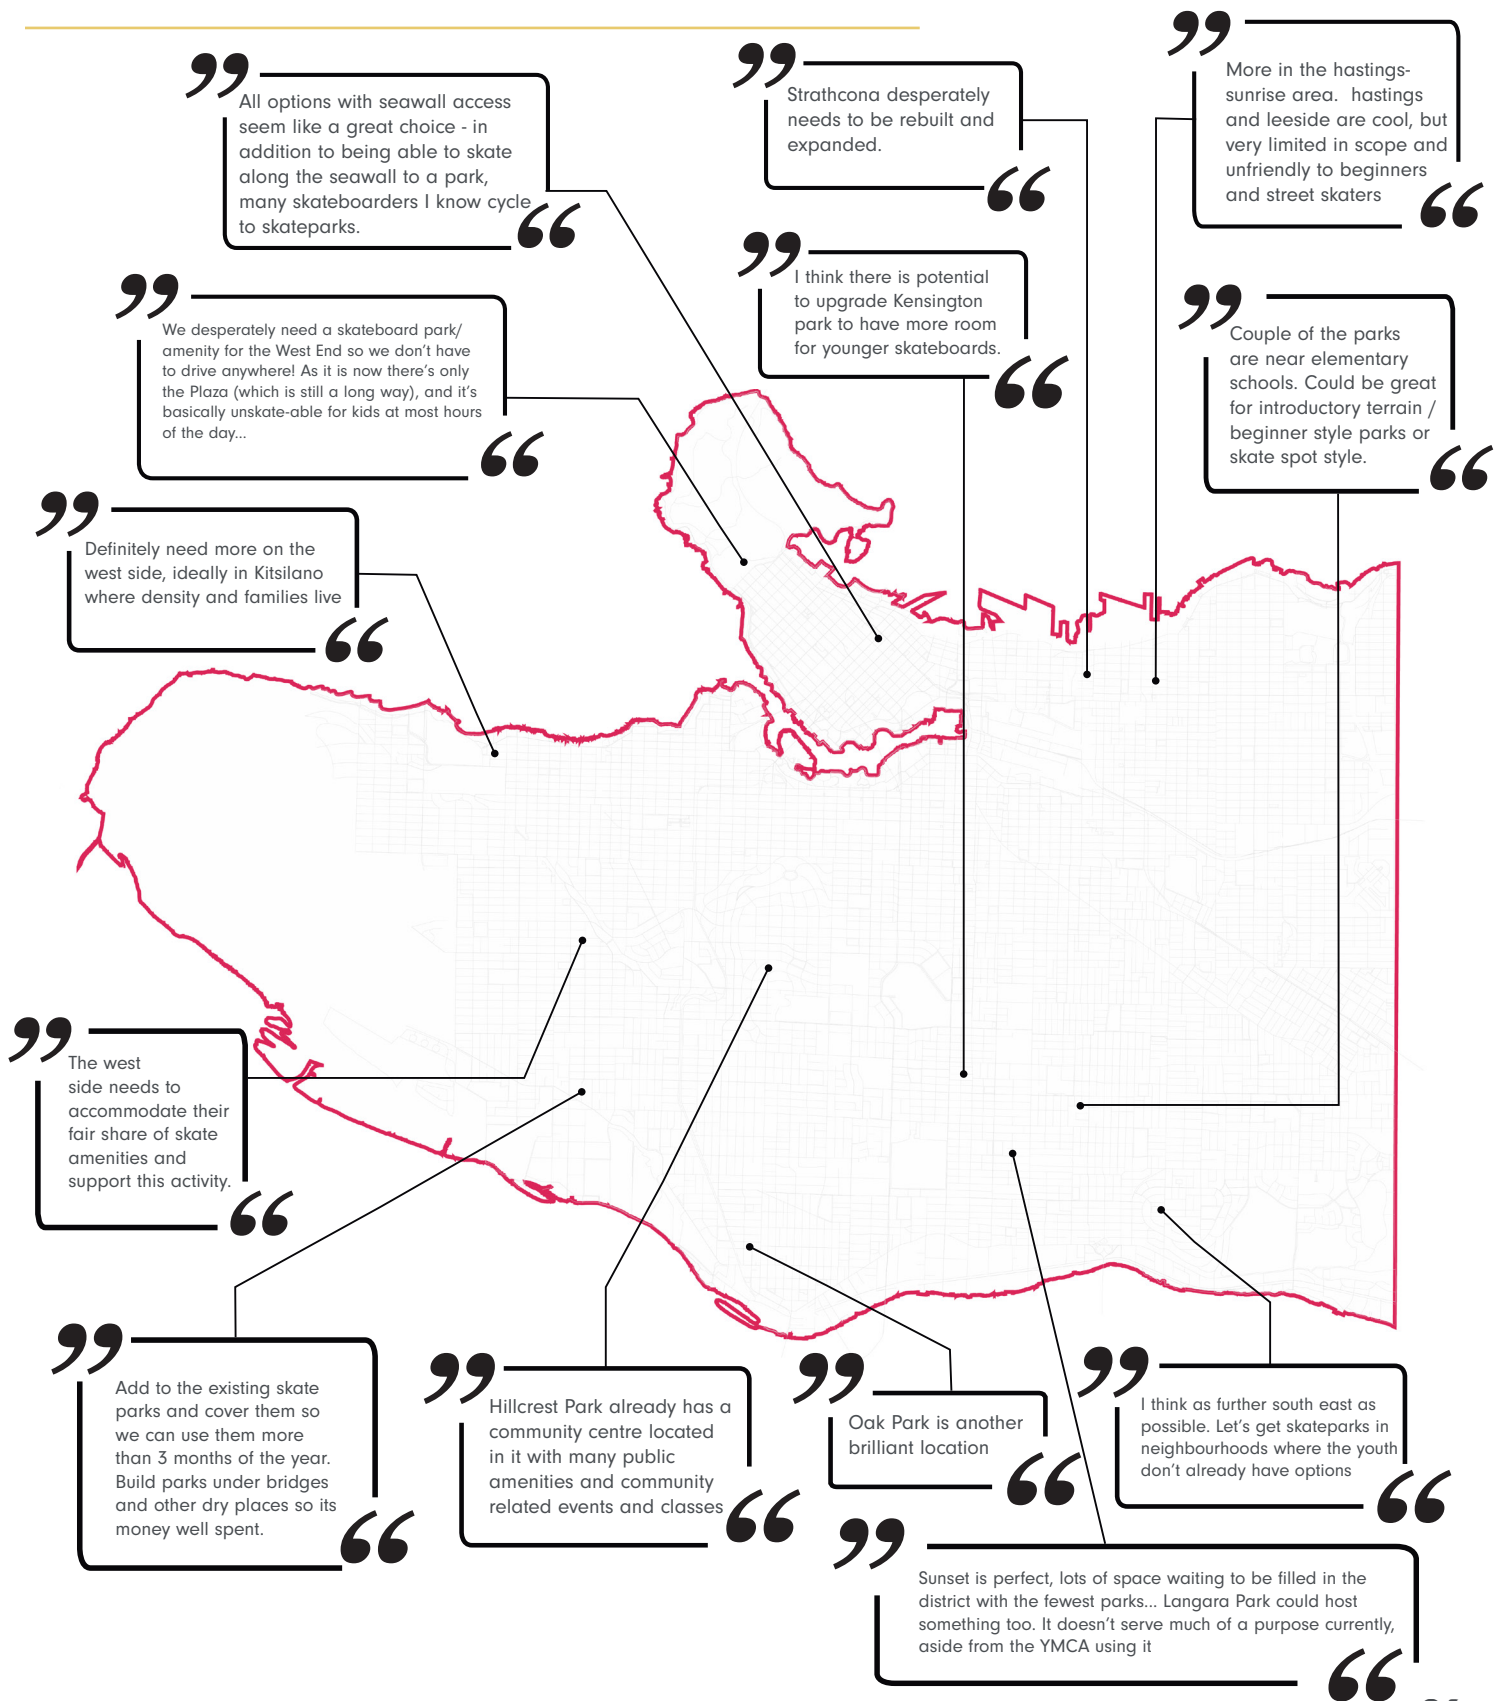 All options with seawall access
seem like a great choice - in
addition to being able to skate
along the seawall to a park,
many skateboarders I know cycle
to skateparks.
Strathcona desperately
needs to be rebuilt and
expanded.
More in the hastings-
sunrise area.  hastings
and leeside are cool, but
very limited in scope and
unfriendly to beginners
and street skaters
We desperately need a skateboard park/
amenity for the West End so we don't have
to drive anywhere! As it is now there's only
the Plaza (which is still a long way), and it's
basically unskate-able for kids at most hours
of the day...
I think there is potential
to upgrade Kensington
park to have more room
for younger skateboards.
Couple of the parks
are near elementary
schools. Could be great
for introductory terrain /
beginner style parks or
skate spot style.
Definitely need more on the
west side, ideally in Kitsilano
where density and families live
The west
side needs to
accommodate their
fair share of skate
amenities and
support this activity.
Add to the existing skate
parks and cover them so
we can use them more
than 3 months of the year.
Build parks under bridges
and other dry places so its
money well spent.
Hillcrest Park already has a
community centre located
in it with many public
amenities and community
related events and classes
Oak Park is another
brilliant location
I think as further south east as
possible. Let's get skateparks in
neighbourhoods where the youth
don't already have options
Sunset is perfect, lots of space waiting to be filled in the
district with the fewest parks... Langara Park could host
something too. It doesn't serve much of a purpose currently,
aside from the YMCA using it